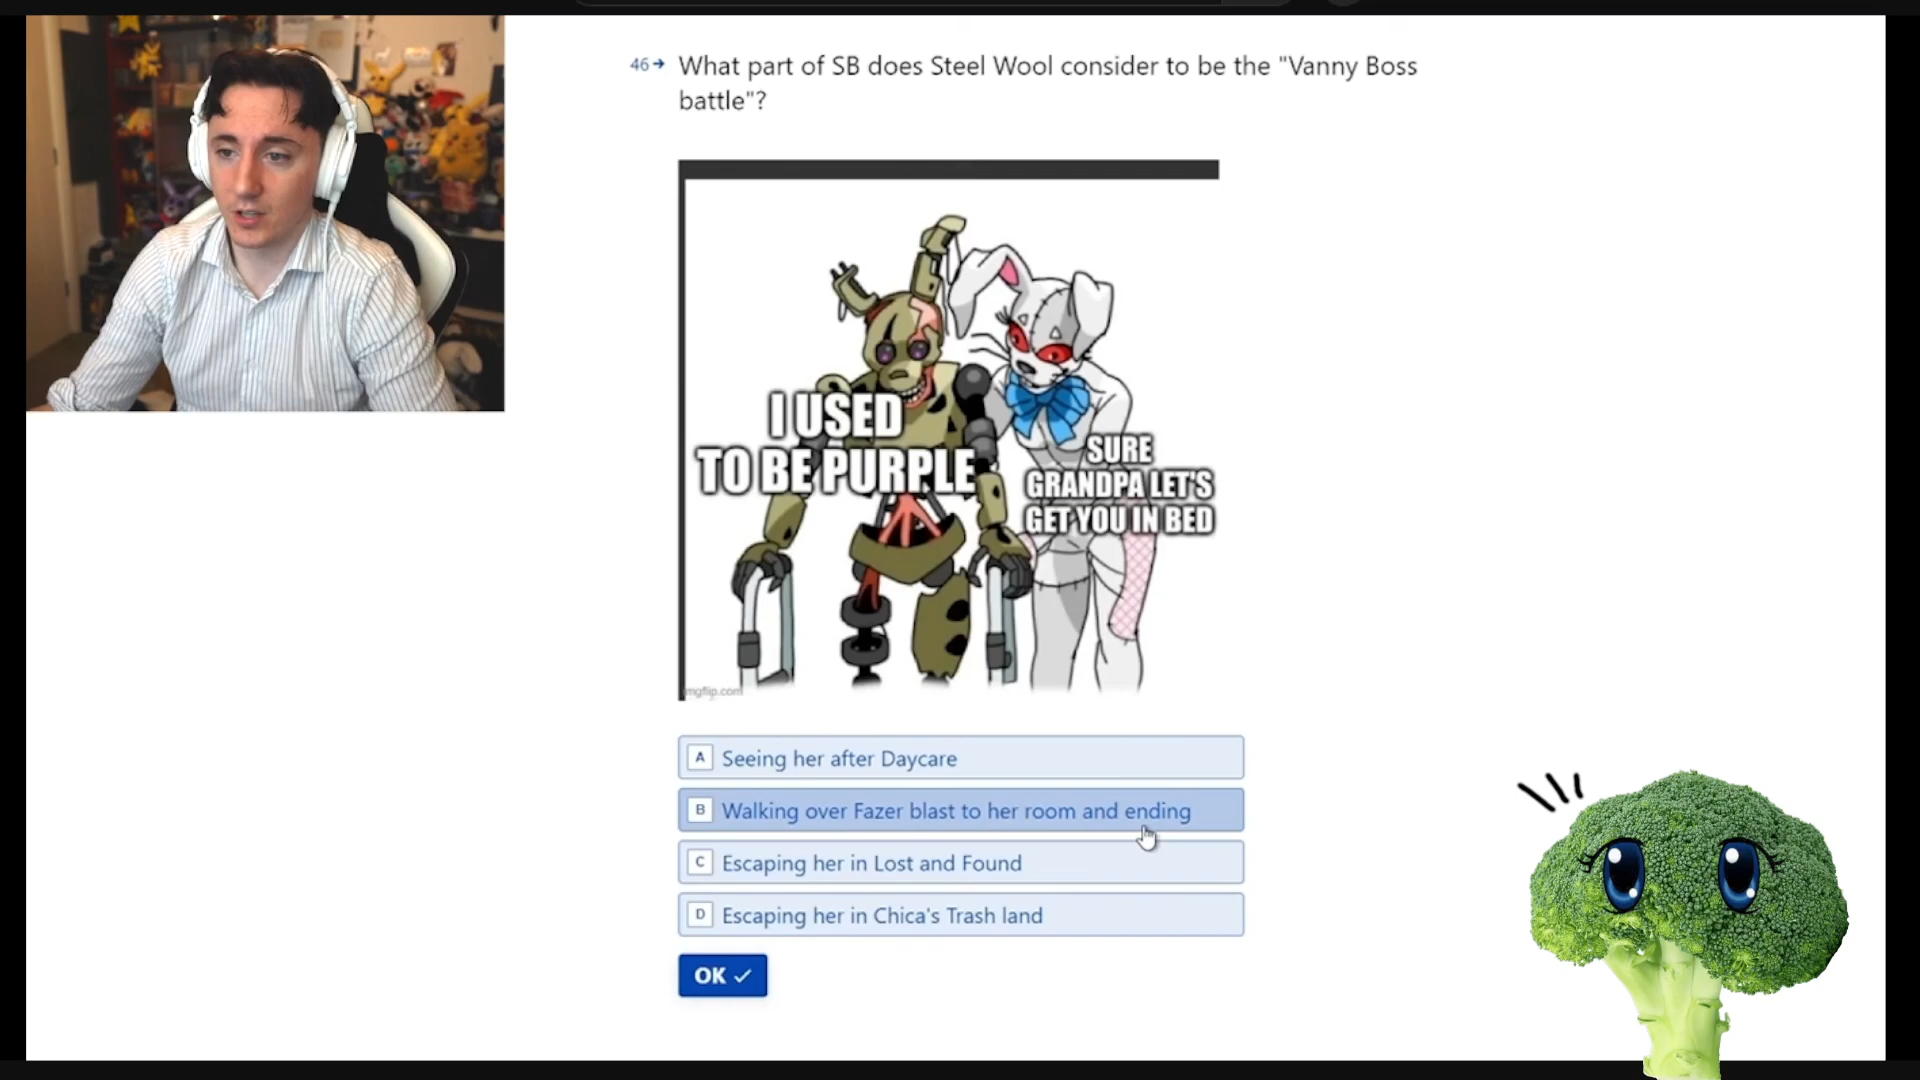 46 What part of SB does Steel Wool consider to be the "Vanny Boss
battle"?
I USED
TO BE PURPLE
SURE
GRANDPA LET'S
GET YOU IN BED
imgflip.com
A Seeing her after Daycare
B Walking over Fazer blast to her room and ending
C Escaping her in Lost and Found
D Escaping her in Chica's Trash land
OK